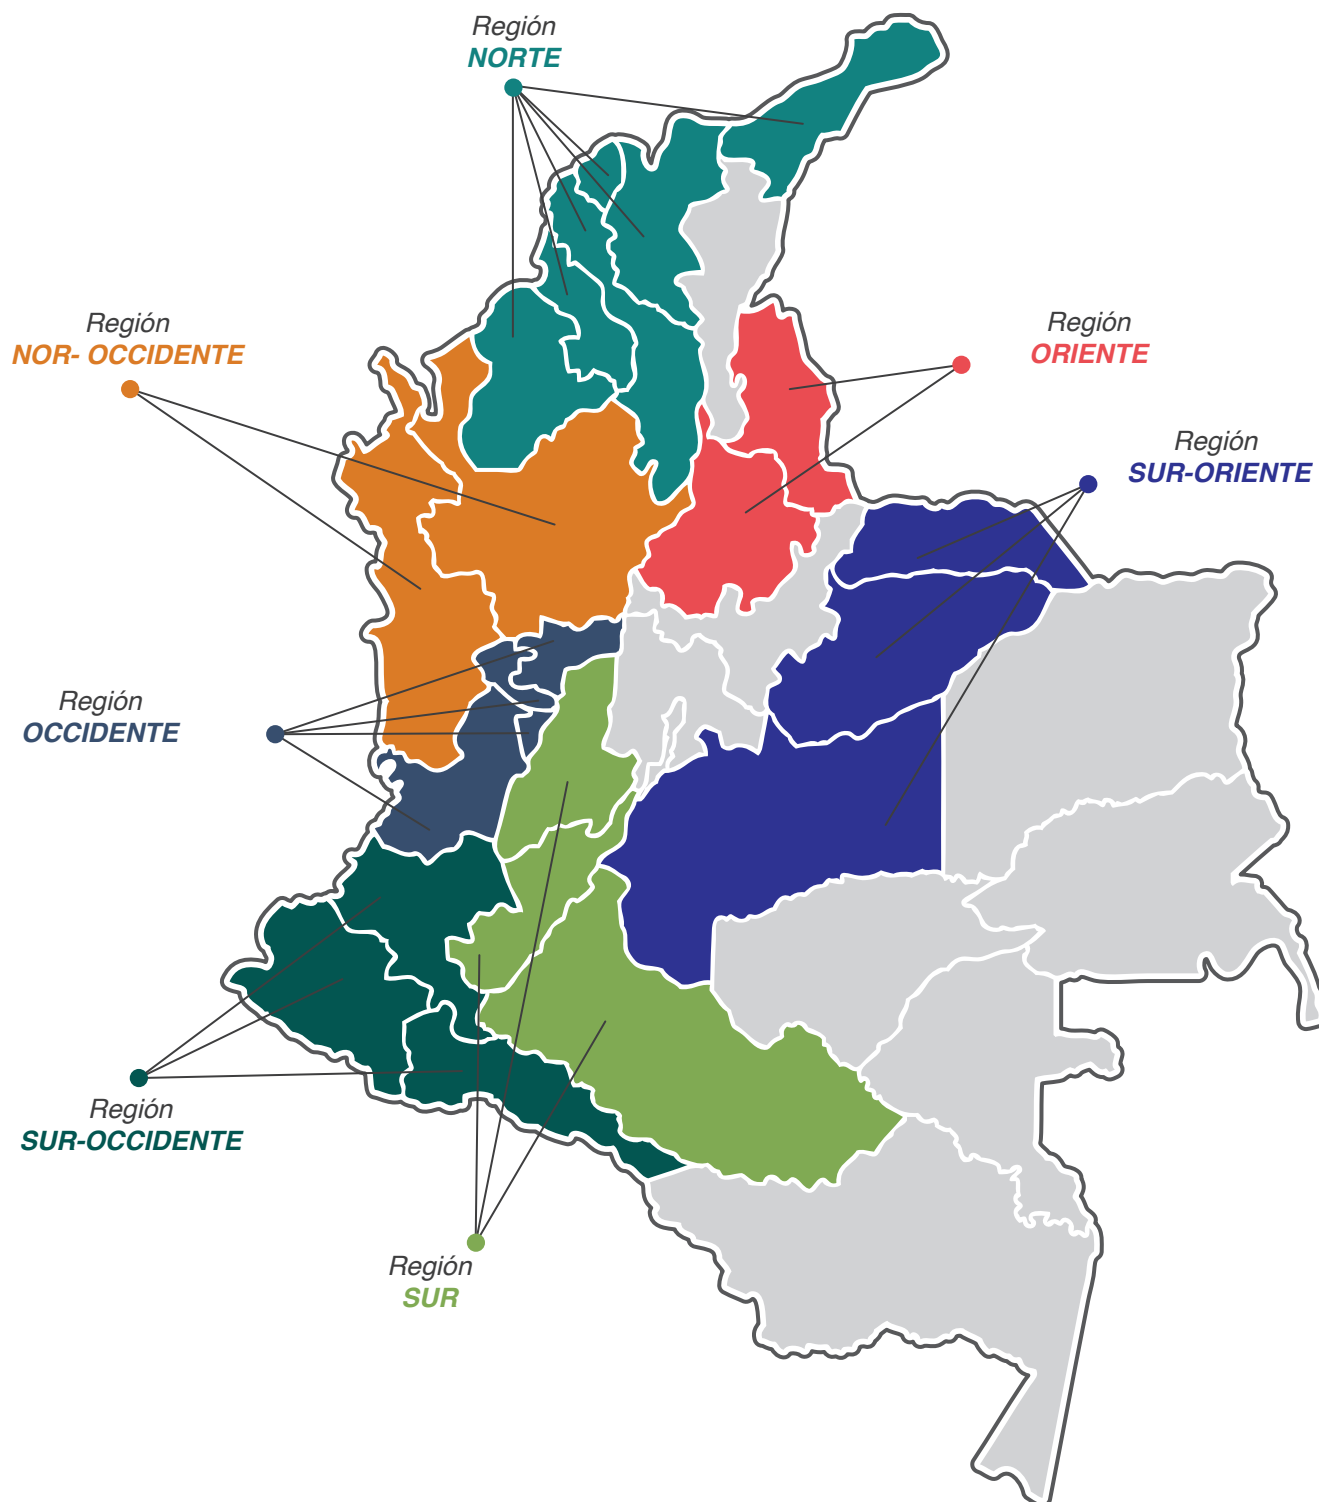 Región
NORTE
Región
NOR- OCCIDENTE
Región
ORIENTE
Región
SUR-ORIENTE
Región
OCCIDENTE
Región
SUR-OCCIDENTE
Región
SUR